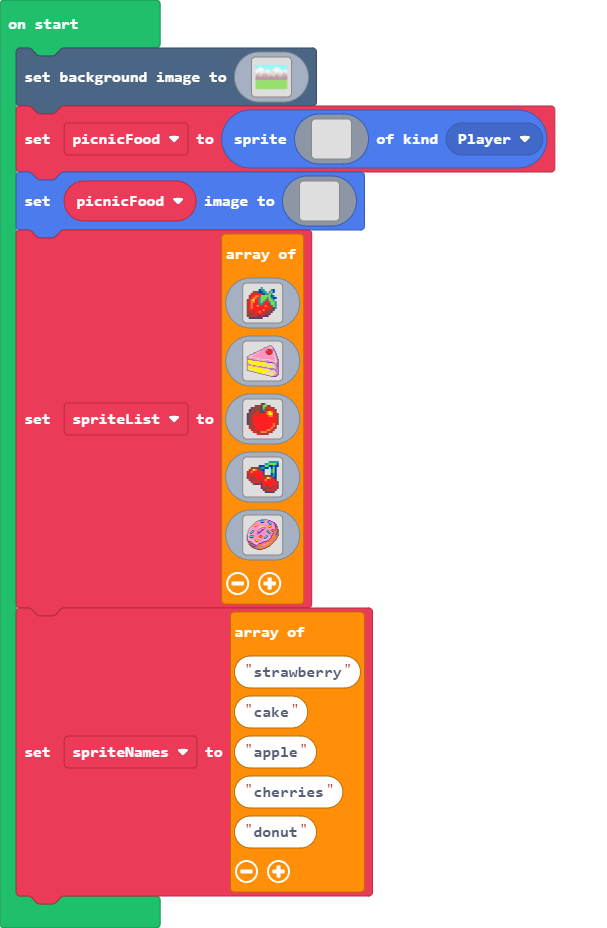 on start
set background image to
set picnicFood to sprite of kind Player
set picnicFood image to
array of
set spriteList to
array of
"strawberry"
"cake"
set spriteNames to "apple"
"cherries"
"donut"